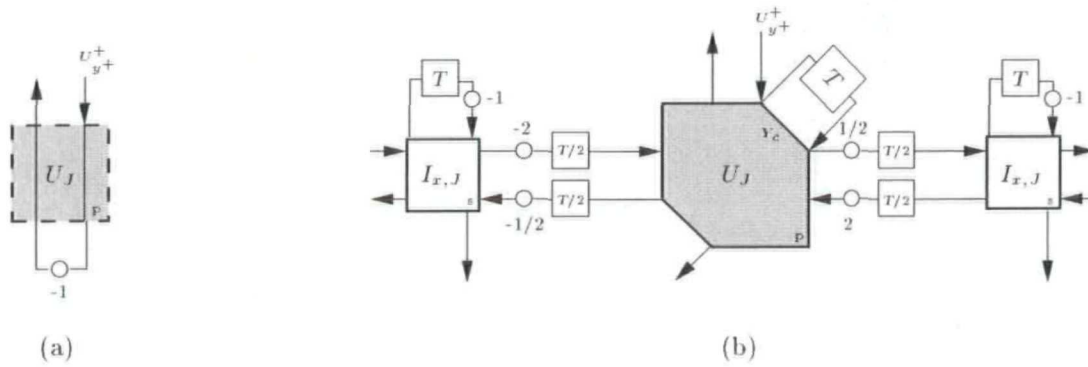 U^+_{y^+}
U_J
P
-1
(a)
T
-1
I_{x,J}
s
-2
T/2
-1/2
T/2
U^+_{y^+}
T
Y_c
U_J
P
1/2
T/2
2
T/2
T
-1
I_{x,J}
s
(b)